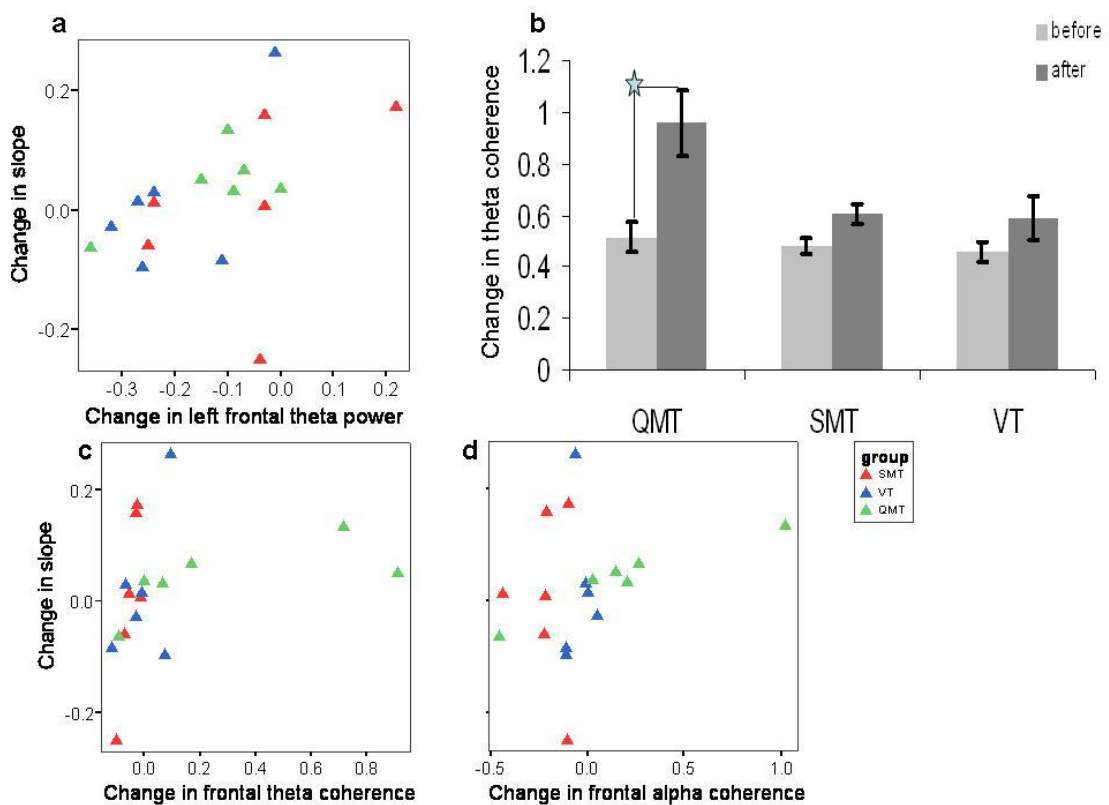 a
Change in slope
0.2
0.0
-0.2
-0.3 -0.2 -0.1 0.0 0.2
Change in left frontal theta power
b
before
after
Change in theta coherence
1.2
1
0.8
0.6
0.4
0.2
0
QMT SMT VT
c
Change in slope
0.2
0.0
-0.2
0.0 0.2 0.4 0.6 0.8
Change in frontal theta coherence
d
-0.5 0.0 0.5 1.0
Change in frontal alpha coherence
group
SMT
VT
QMT